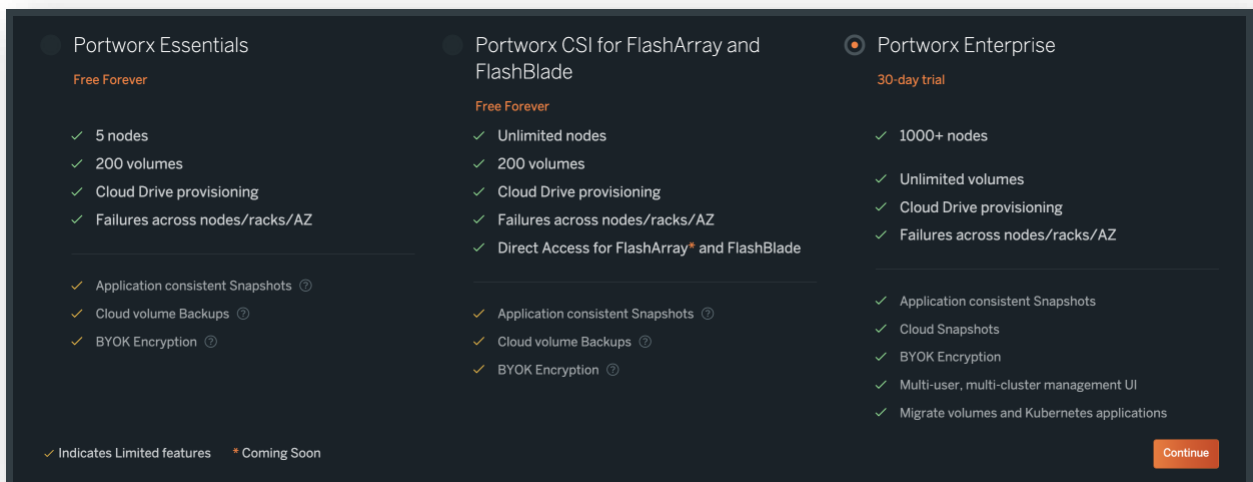 Portworx Essentials
Free Forever
5 nodes
200 volumes
Cloud Drive provisioning
Failures across nodes/racks/AZ
Application consistent Snapshots ?
Cloud volume Backups ?
BYOK Encryption ?
Portworx CSI for FlashArray and
FlashBlade
Free Forever
Unlimited nodes
200 volumes
Cloud Drive provisioning
Failures across nodes/racks/AZ
Direct Access for FlashArray* and FlashBlade
Application consistent Snapshots ?
Cloud volume Backups ?
BYOK Encryption ?
Portworx Enterprise
30-day trial
1000+ nodes
Unlimited volumes
Cloud Drive provisioning
Failures across nodes/racks/AZ
Application consistent Snapshots
Cloud Snapshots
BYOK Encryption
Multi-user, multi-cluster management UI
Migrate volumes and Kubernetes applications
✓ Indicates Limited features * Coming Soon
Continue